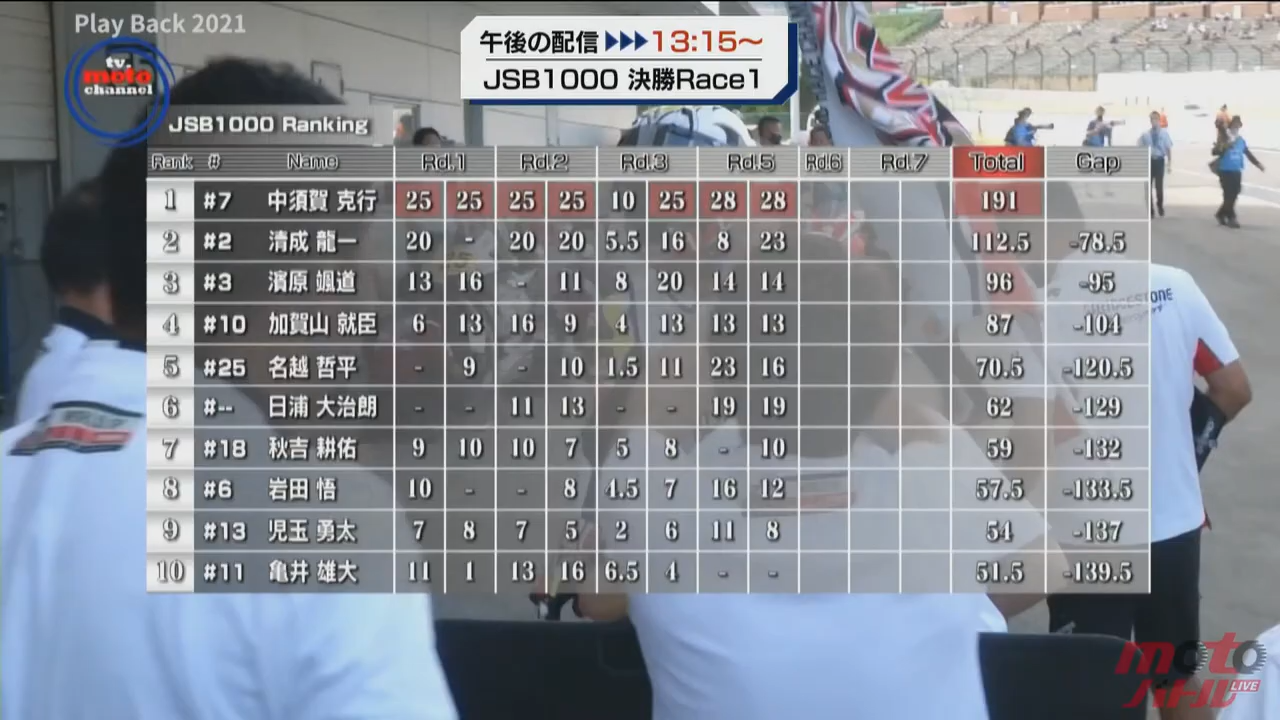 Play Back 2021
午後の配信 ▶▶▶ 13:15～
JSB1000 決勝Race1
tv.
moto
channel
JSB1000 Ranking
Rank # Name Rd.1 Rd.2 Rd.3 Rd.5 Rd.6 Rd.7 Total Gap
1 #7 中須賀 克行 25 25 25 25 10 25 28 28 191
2 #2 清成 龍一 20 - 20 20 5.5 16 8 23 112.5 -78.5
3 #3 濱原 颯道 13 16 - 11 8 20 14 14 96 -95
4 #10 加賀山 就臣 6 13 16 9 4 13 13 13 87 -104
5 #25 名越 哲平 - 9 - 10 1.5 11 23 16 70.5 -120.5
6 #-- 日浦 大治朗 - - 11 13 - - 19 19 62 -129
7 #18 秋吉 耕佑 9 10 10 7 5 8 - 10 59 -132
8 #6 岩田 悟 10 - - 8 4.5 7 16 12 57.5 -133.5
9 #13 児玉 勇太 7 8 7 5 2 6 11 8 54 -137
10 #11 亀井 雄大 11 1 13 16 6.5 4 - - 51.5 -139.5
BRIDGESTONE
moto
バトル LIVE